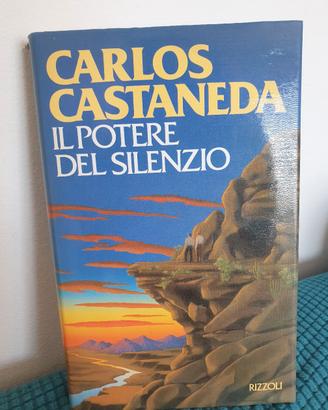 CARLOS
CASTANEDA
IL POTERE
DEL SILENZIO
RIZZOLI